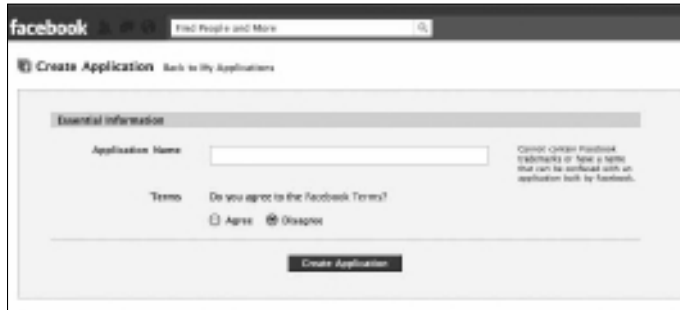 facebook Find People and More
Create Application Back to My Applications
Essential Information
Application Name
Cannot contain Facebook
trademarks or have a name
that can be confused with an
application built by Facebook.
Terms Do you agree to the Facebook Terms?
Agree Disagree
Create Application